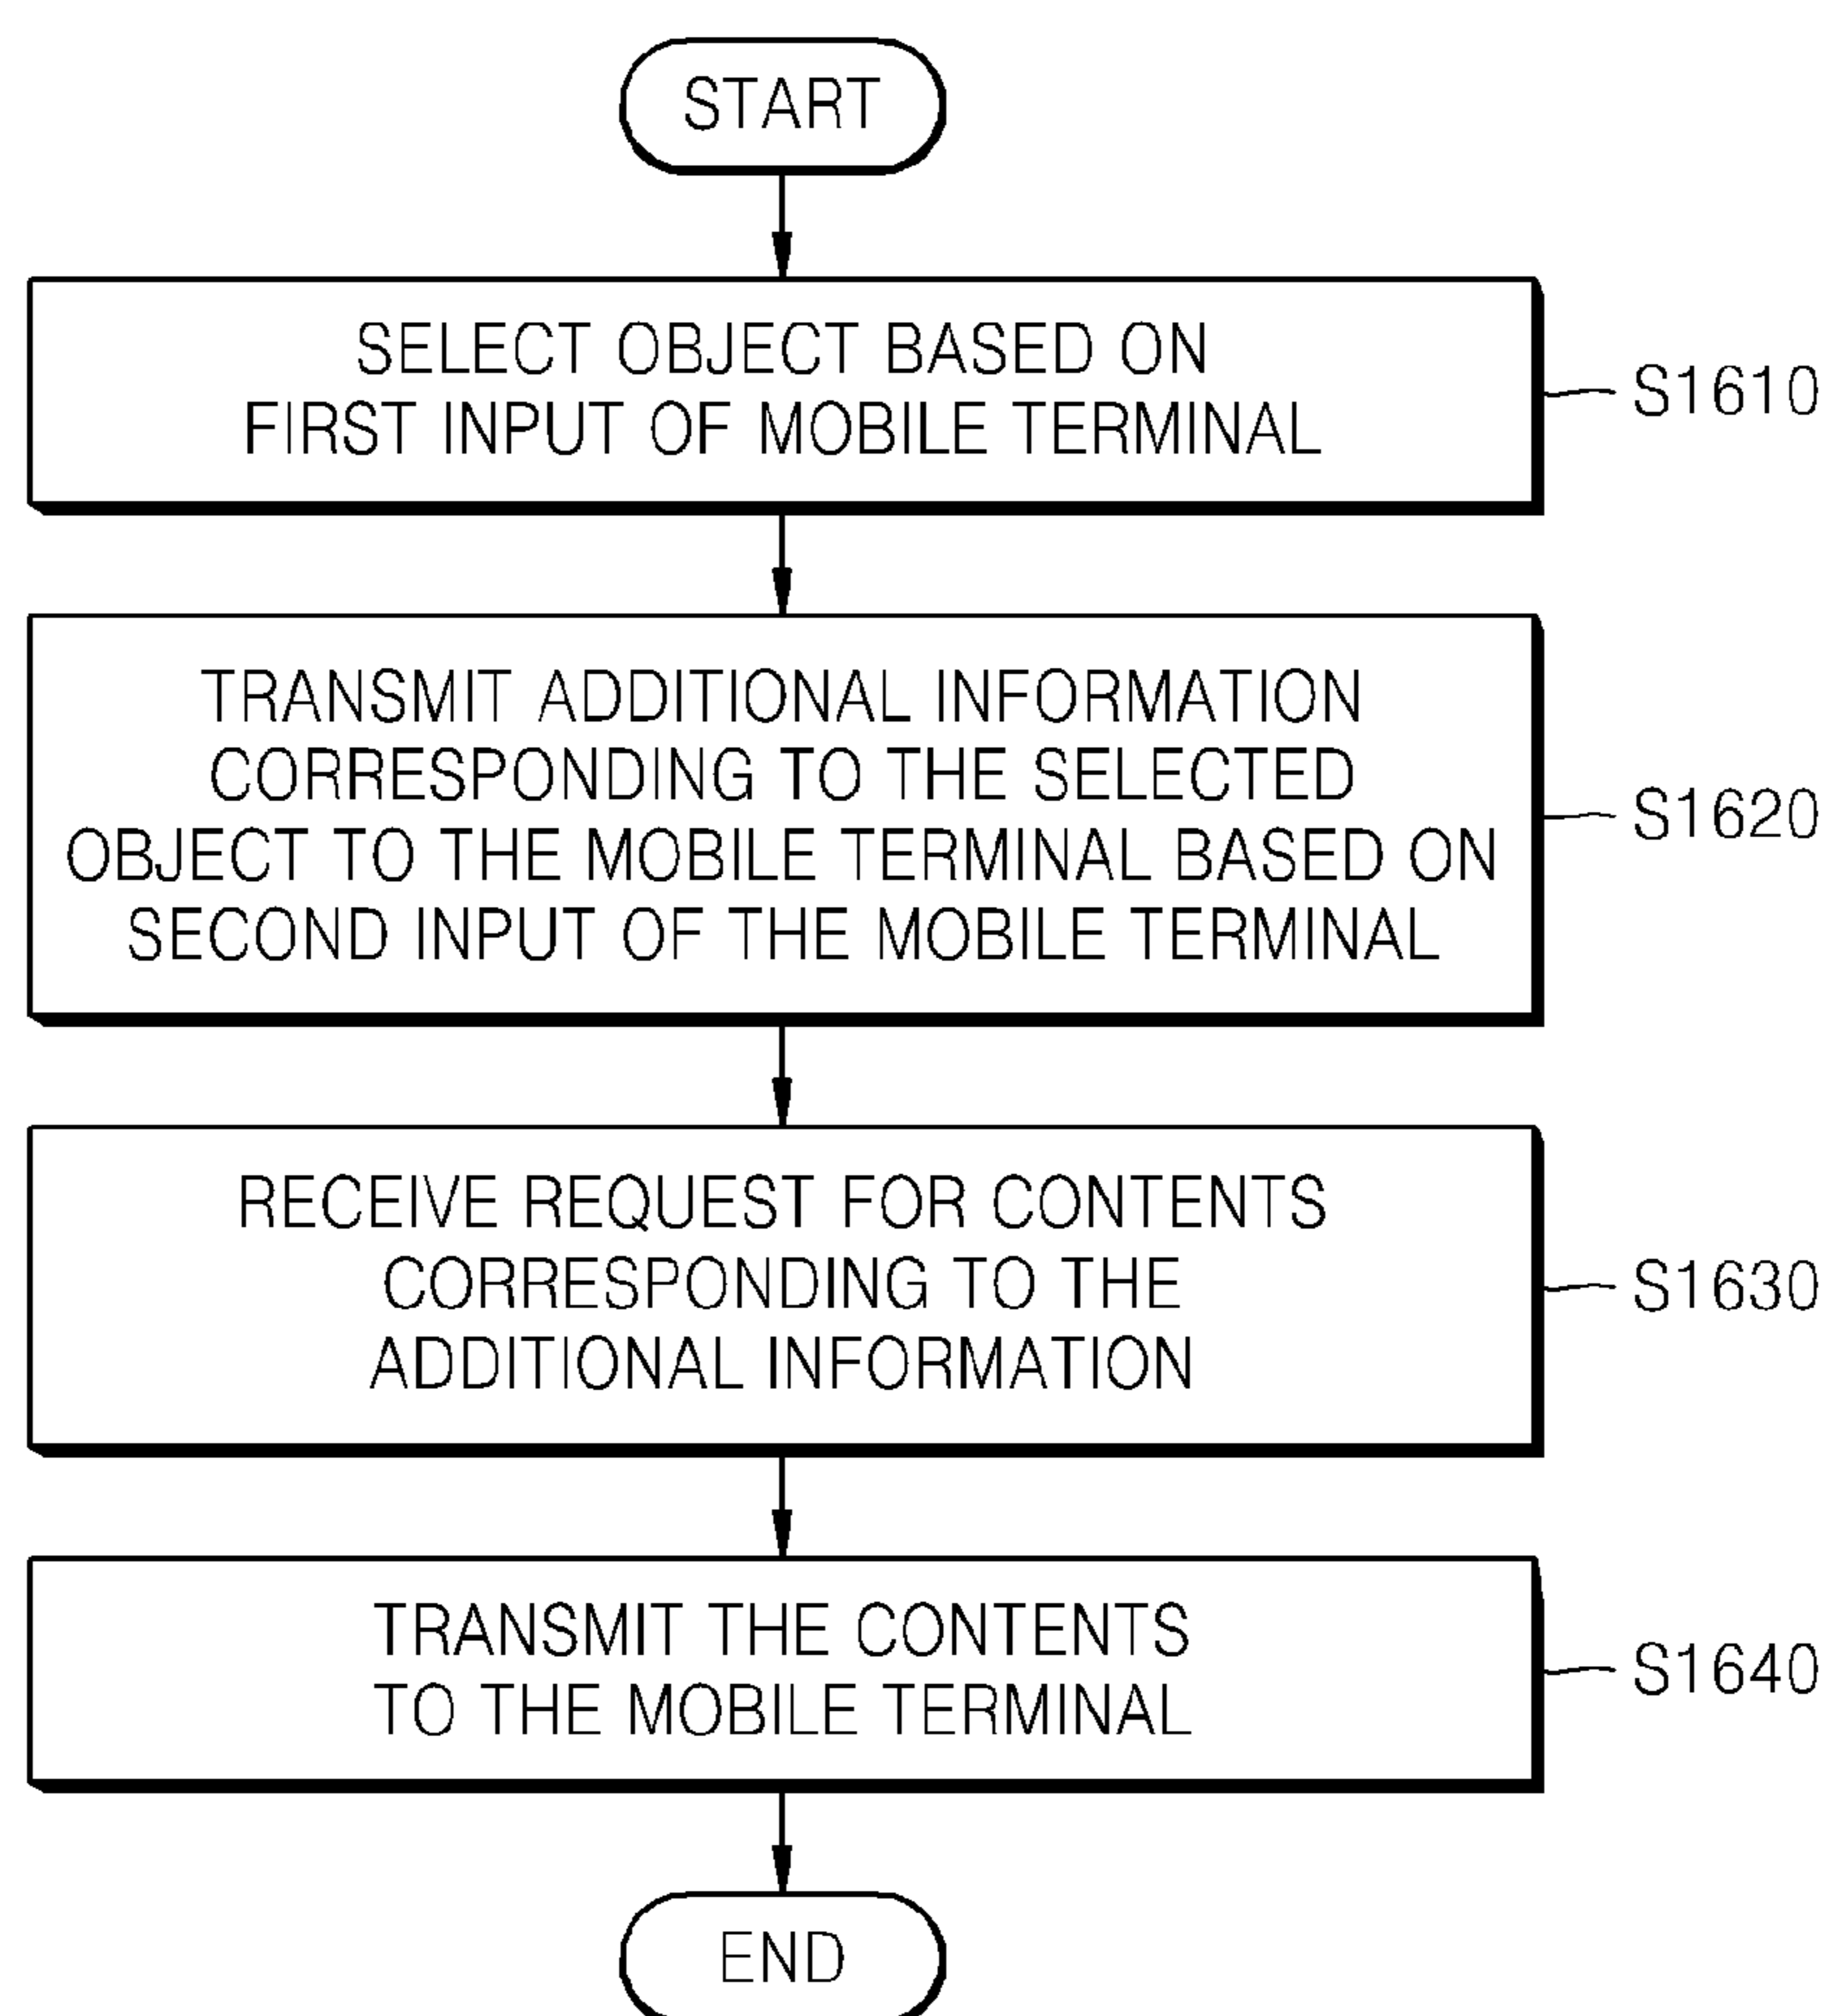 START
SELECT OBJECT BASED ON
FIRST INPUT OF MOBILE TERMINAL
S1610
TRANSMIT ADDITIONAL INFORMATION
CORRESPONDING TO THE SELECTED
OBJECT TO THE MOBILE TERMINAL BASED ON
SECOND INPUT OF THE MOBILE TERMINAL
S1620
RECEIVE REQUEST FOR CONTENTS
CORRESPONDING TO THE
ADDITIONAL INFORMATION
S1630
TRANSMIT THE CONTENTS
TO THE MOBILE TERMINAL
S1640
END